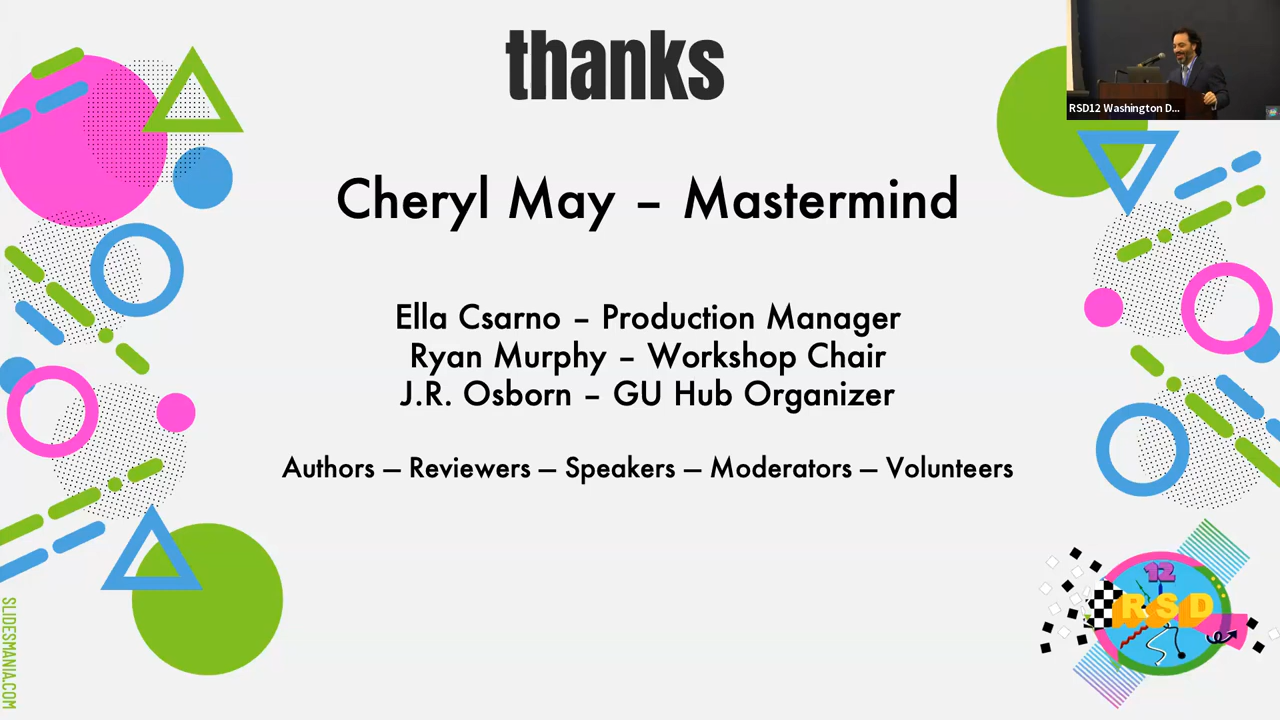 thanks
RSD12 Washington D...
Cheryl May – Mastermind
Ella Csarno – Production Manager
Ryan Murphy – Workshop Chair
J.R. Osborn – GU Hub Organizer
Authors — Reviewers — Speakers — Moderators — Volunteers
12
RSD
SLIDESMANIA.COM